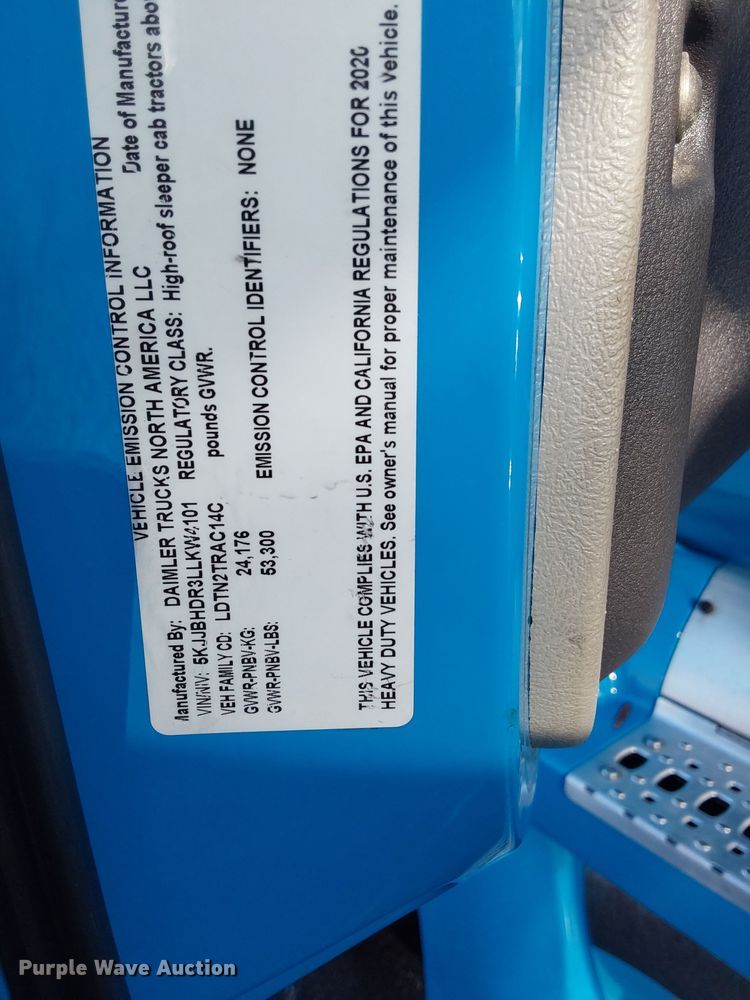 VEHICLE EMISSION CONTROL INFORMATION
Manufactured By: DAIMLER TRUCKS NORTH AMERICA LLC Date of Manufacture
VIN/NIV: 5KJJBHDR3LLKW4101 REGULATORY CLASS: High-roof sleeper cab tractors abov
VEH FAMILY CD: LDTN2TRAC14C pounds GVWR.
GVWR-PNBV-KG: 24,176
GVWR-PNBV-LBS: 53,300 EMISSION CONTROL IDENTIFIERS: NONE
THIS VEHICLE COMPLIES WITH U.S. EPA AND CALIFORNIA REGULATIONS FOR 2020
HEAVY DUTY VEHICLES. See owner's manual for proper maintenance of this Vehicle.
Purple Wave Auction